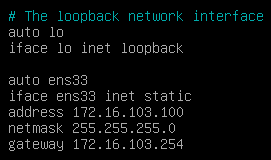 # The loopback network interface
auto lo
iface lo inet loopback

auto ens33
iface ens33 inet static
address 172.16.103.100
netmask 255.255.255.0
gateway 172.16.103.254